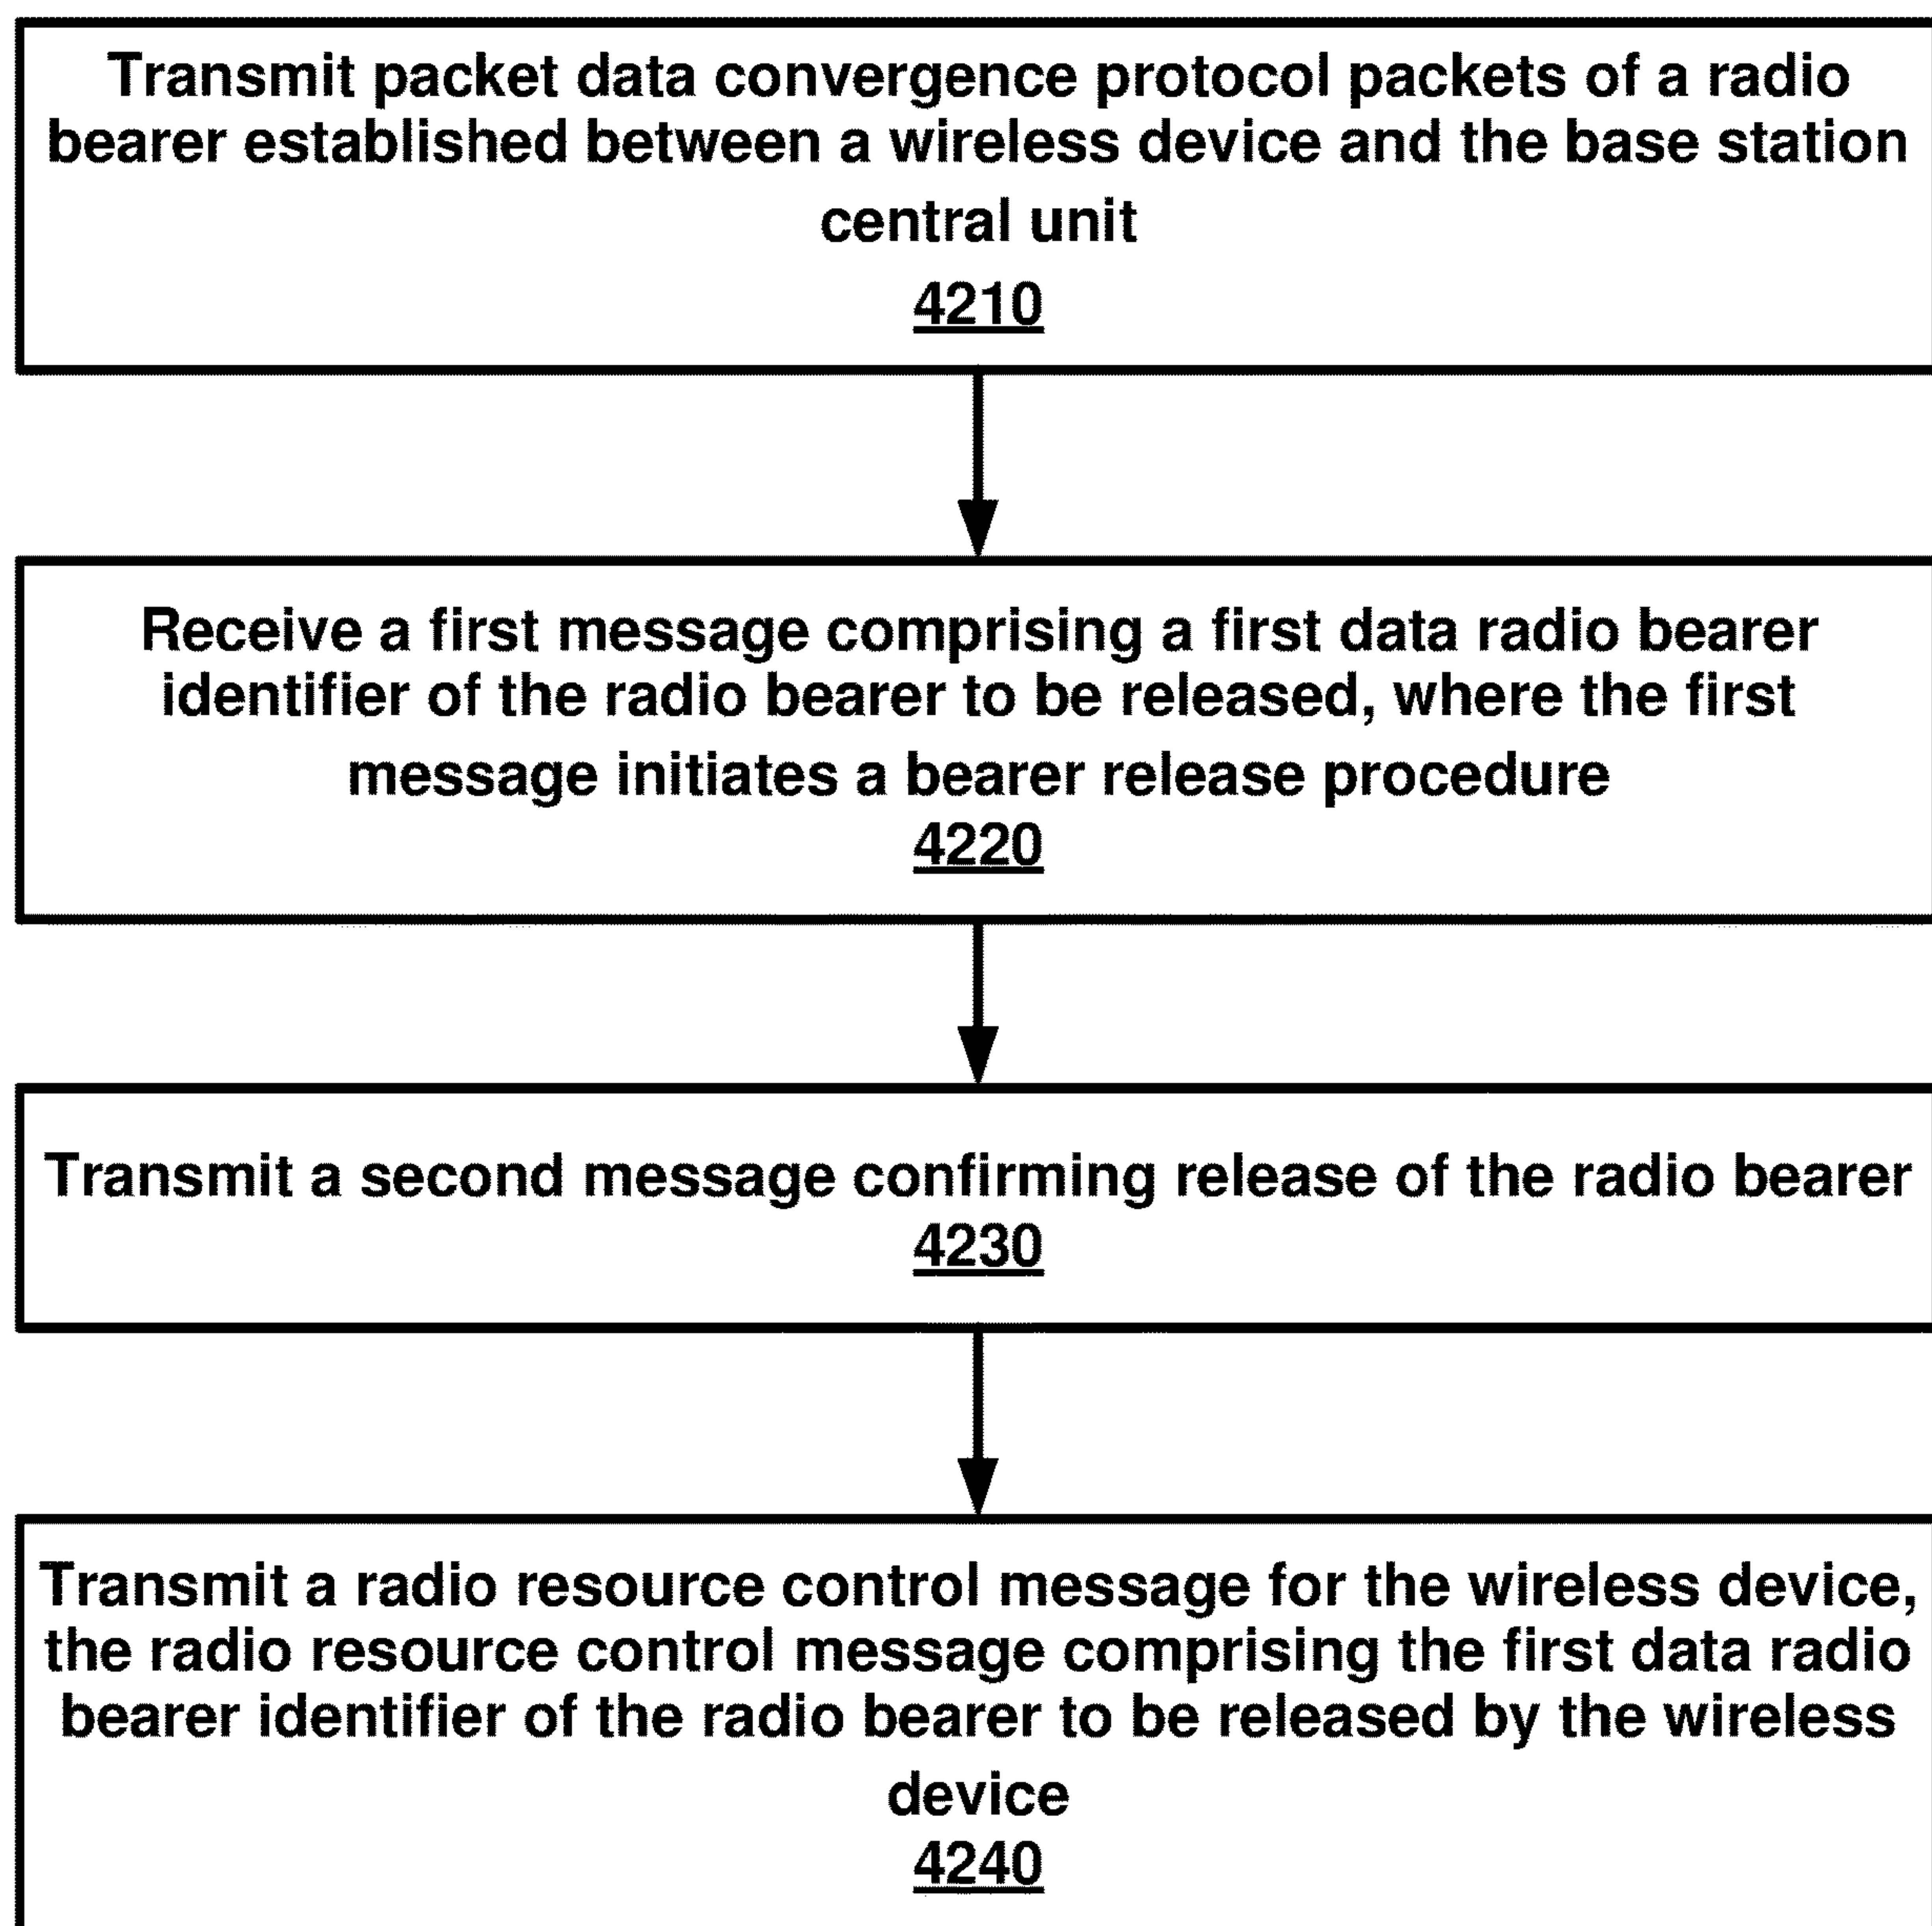 Transmit packet data convergence protocol packets of a radio
bearer established between a wireless device and the base station
central unit
4210
Receive a first message comprising a first data radio bearer
identifier of the radio bearer to be released, where the first
message initiates a bearer release procedure
4220
Transmit a second message confirming release of the radio bearer
4230
Transmit a radio resource control message for the wireless device,
the radio resource control message comprising the first data radio
bearer identifier of the radio bearer to be released by the wireless
device
4240